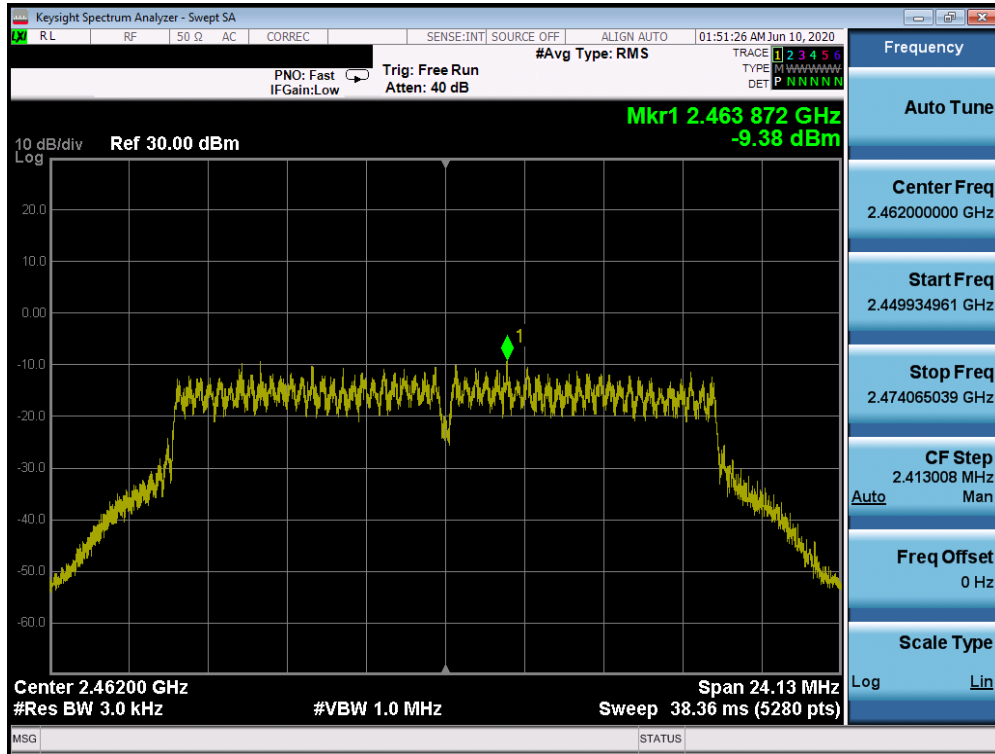 Keysight Spectrum Analyzer - Swept SA
LXI RL RF 50 Ω AC CORREC SENSE:INT SOURCE OFF ALIGN AUTO 01:51:26 AM Jun 10, 2020
#Avg Type: RMS TRACE 1 2 3 4 5 6
PNO: Fast Trig: Free Run TYPE M WWWWW
IFGain:Low Atten: 40 dB DET P N N N N N
Mkr1 2.463 872 GHz
-9.38 dBm
10 dB/div Ref 30.00 dBm
Log
20.0
10.0
0.00
1
-10.0
-20.0
-30.0
-40.0
-50.0
-60.0
Center 2.46200 GHz Span 24.13 MHz
#Res BW 3.0 kHz #VBW 1.0 MHz Sweep 38.36 ms (5280 pts)
MSG STATUS
Frequency
Auto Tune
Center Freq
2.462000000 GHz
Start Freq
2.449934961 GHz
Stop Freq
2.474065039 GHz
CF Step
2.413008 MHz
Auto Man
Freq Offset
0 Hz
Scale Type
Log Lin